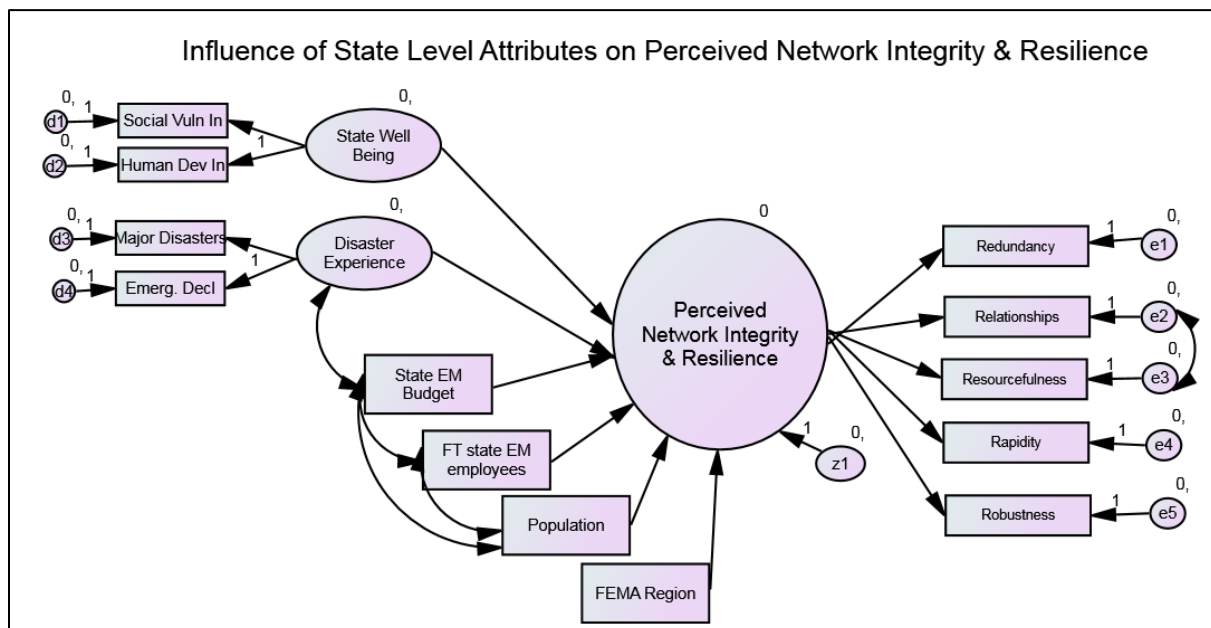 Influence of State Level Attributes on Perceived Network Integrity & Resilience
0,
d1
1
Social Vuln In
0,
d2
1
Human Dev In
1
0,
State Well
Being
0,
d3
1
Major Disasters
0,
d4
1
Emerg. Decl
1
0,
Disaster
Experience
State EM
Budget
FT state EM
employees
Population
FEMA Region
0
Perceived
Network Integrity
& Resilience
1
0,
z1
Redundancy
1
0,
e1
Relationships
1
0,
e2
Resourcefulness
1
0,
e3
Rapidity
1
0,
e4
Robustness
1
0,
e5